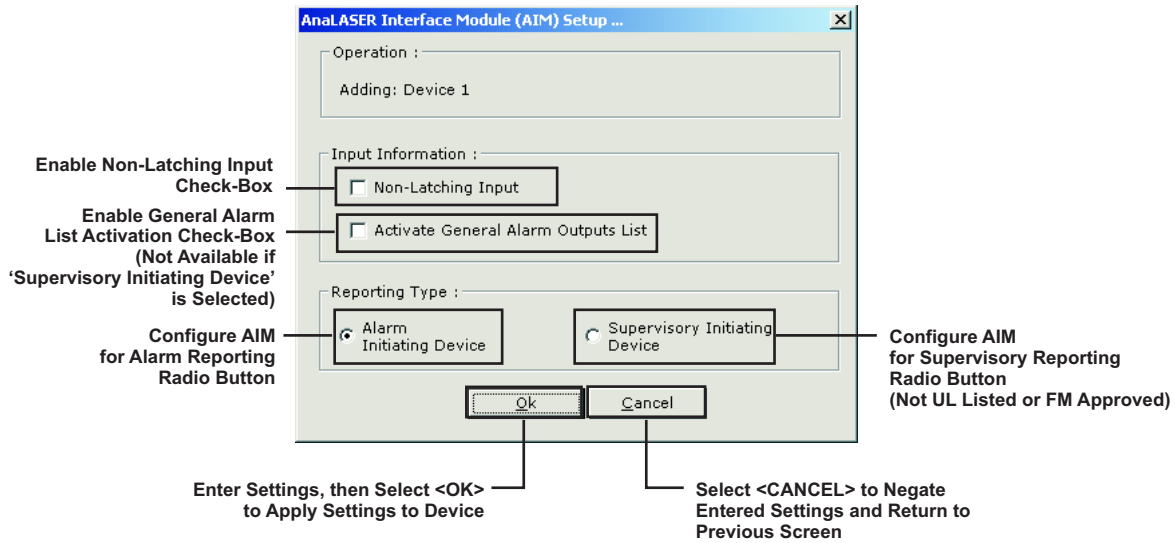 AnaLASER Interface Module (AIM) Setup ...
Operation :
Adding: Device 1
Input Information :
Enable Non-Latching Input
Check-Box
Non-Latching Input
Enable General Alarm
List Activation Check-Box
(Not Available if
‘Supervisory Initiating Device’
is Selected)
Activate General Alarm Outputs List
Reporting Type :
Configure AIM
for Alarm Reporting
Radio Button
Alarm
Initiating Device
Supervisory Initiating
Device
Configure AIM
for Supervisory Reporting
Radio Button
(Not UL Listed or FM Approved)
Ok
Cancel
Enter Settings, then Select <OK>
to Apply Settings to Device
Select <CANCEL> to Negate
Entered Settings and Return to
Previous Screen